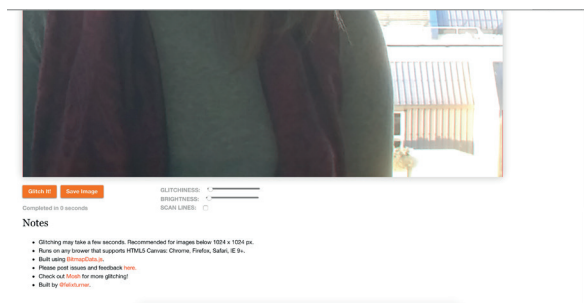 Glitch It! Save Image
GLITCHINESS:
BRIGHTNESS:
SCAN LINES:
Completed in 0 seconds
Notes
Glitching may take a few seconds. Recommended for images below 1024 x 1024 px.
Runs on any brower that supports HTML5 Canvas: Chrome, Firefox, Safari, IE 9+.
Built using BitmapData.js.
Please post issues and feedback here.
Check out Mosh for more glitching!
Built by @felixturner.